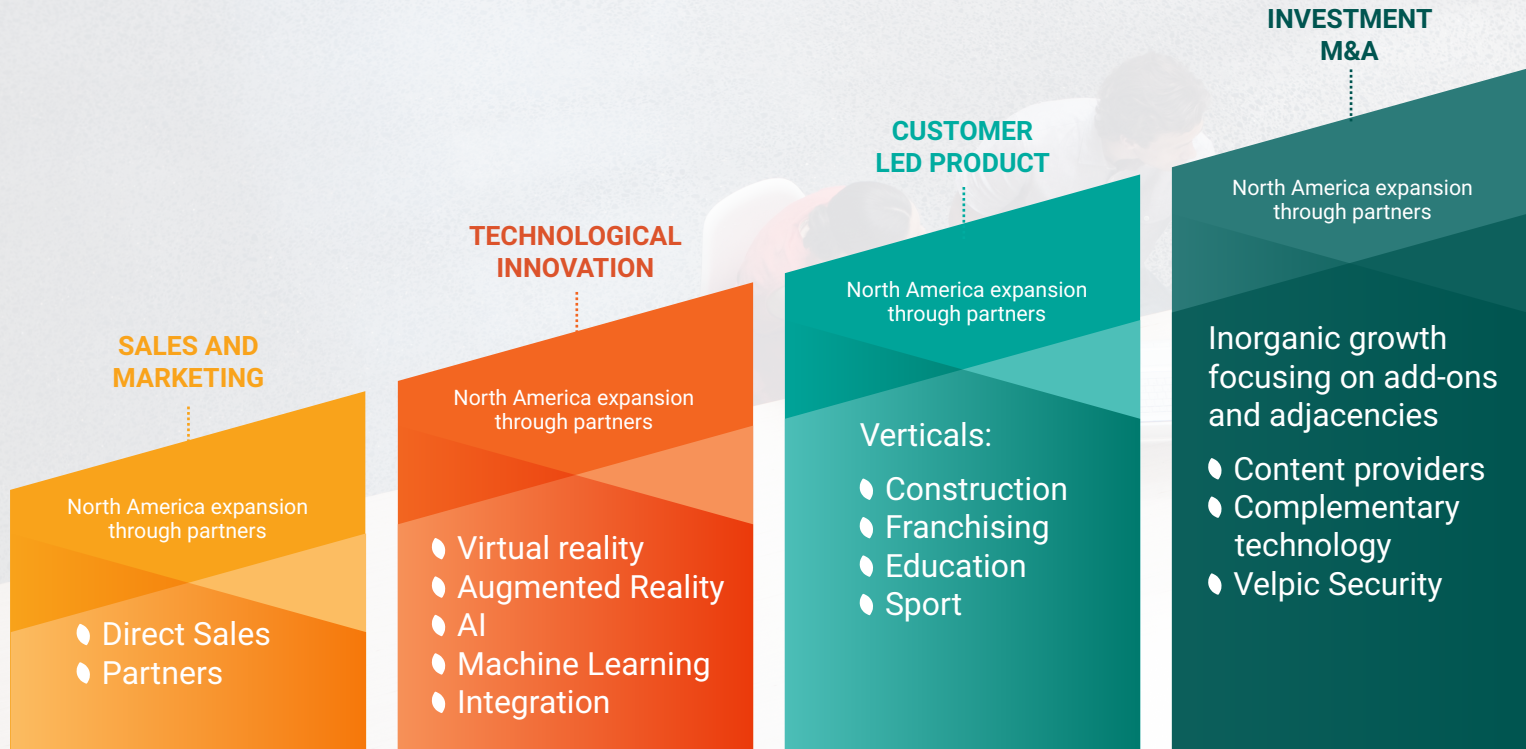 SALES AND
MARKETING
North America expansion
through partners
Direct Sales
Partners
TECHNOLOGICAL
INNOVATION
North America expansion
through partners
Virtual reality
Augmented Reality
AI
Machine Learning
Integration
CUSTOMER
LED PRODUCT
North America expansion
through partners
Verticals:
Construction
Franchising
Education
Sport
INVESTMENT
M&A
North America expansion
through partners
Inorganic growth
focusing on add-ons
and adjacencies
Content providers
Complementary
technology
Velpic Security